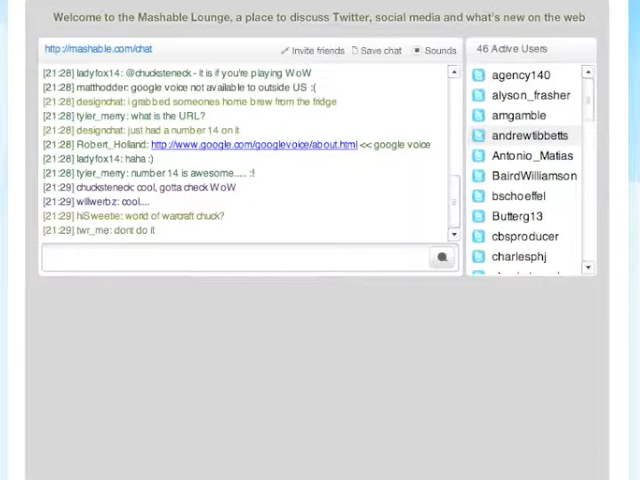 Welcome to the Mashable Lounge, a place to discuss Twitter, social media and what's new on the web
http://mashable.com/chat
Invite friends
Save chat
Sounds
46 Active Users
[21:28] ladyfox14: @chucksteneck - it is if you're playing WoW
[21:28] matthodder: google voice not available to outside US :(
[21:28] designchat: i grabbed someones home brew from the fridge
[21:28] tyler_merry: what is the URL?
[21:28] designchat: just had a number 14 on it
[21:28] Robert_Holland: http://www.google.com/googlevoice/about.html << google voice
[21:28] ladyfox14: haha :)
[21:28] tyler_merry: number 14 is awesome..... :!
[21:29] chucksteneck: cool, gotta check WoW
[21:29] willwerbz: cool....
[21:29] hiSweetie: world of warcraft chuck?
[21:29] twr_me: dont do it
agency140
alyson_frasher
amgamble
andrewtibbetts
Antonio_Matias
BairdWilliamson
bschoeffel
Butterg13
cbsproducer
charlesphj